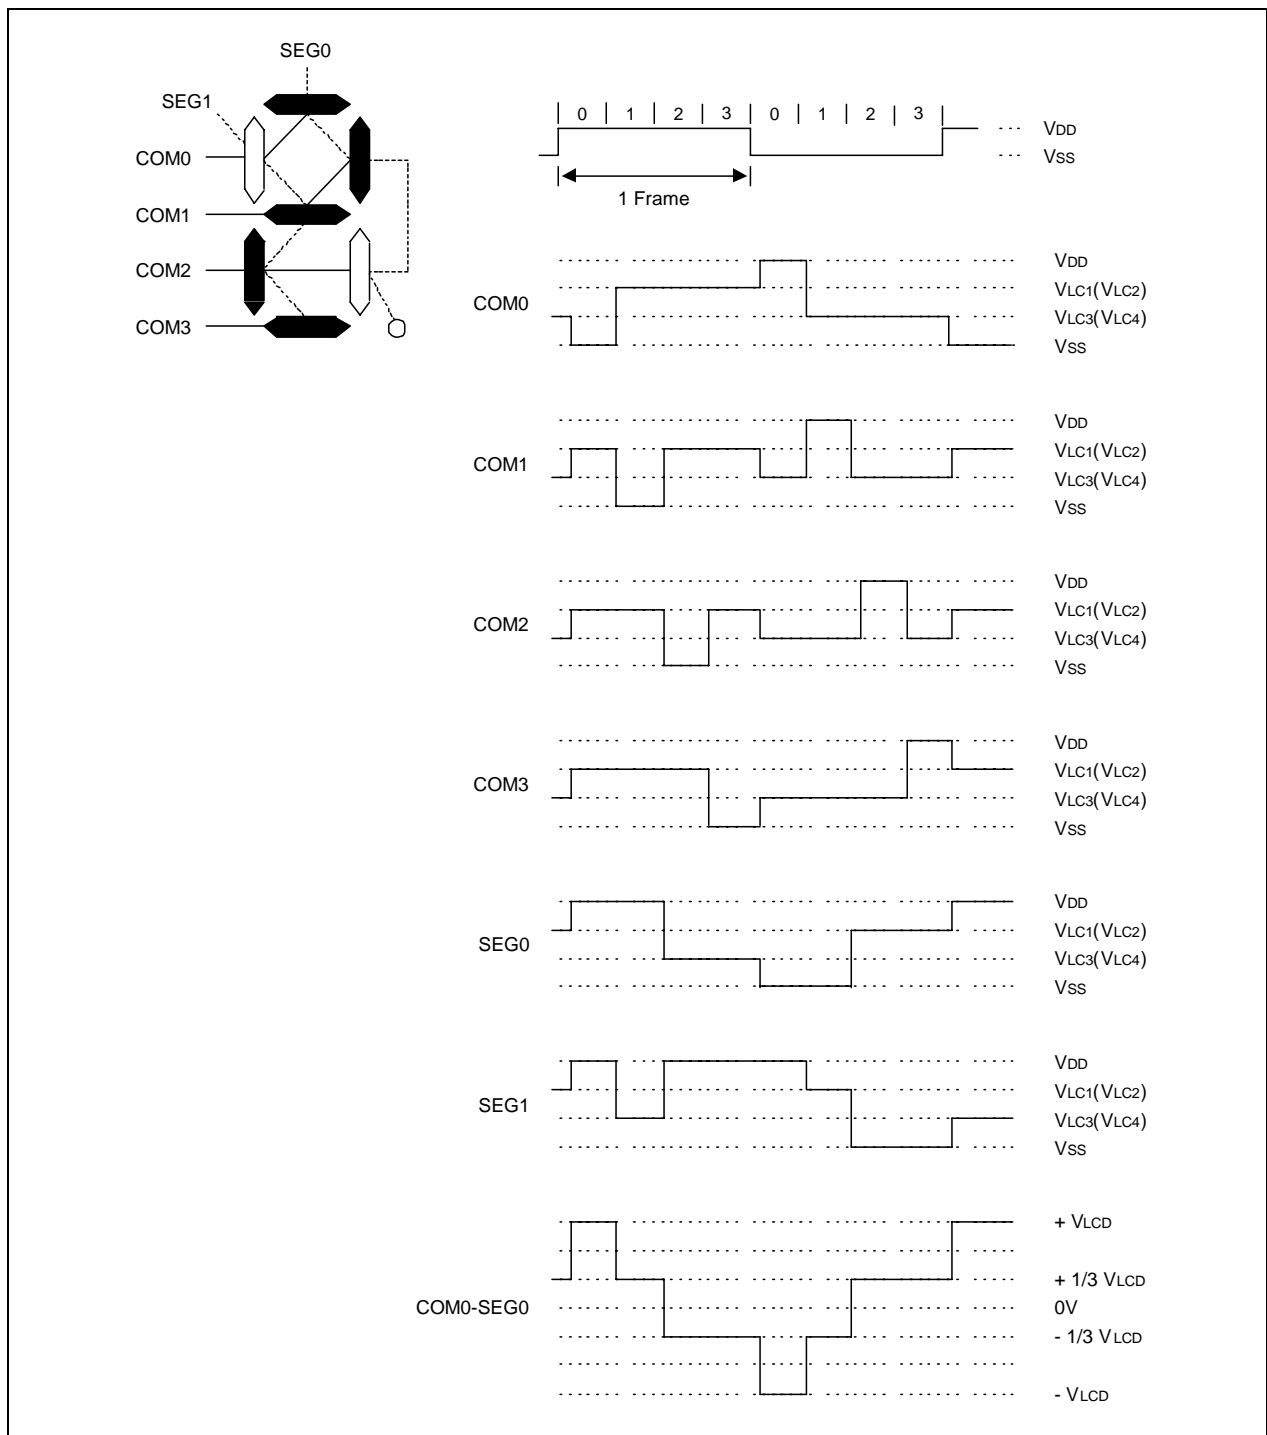 SEG0
SEG1
COM0
COM1
COM2
COM3
0 1 2 3 0 1 2 3
VDD
VSS
1 Frame
COM0
VDD
VLC1(VLC2)
VLC3(VLC4)
VSS
COM1
VDD
VLC1(VLC2)
VLC3(VLC4)
VSS
COM2
VDD
VLC1(VLC2)
VLC3(VLC4)
VSS
COM3
VDD
VLC1(VLC2)
VLC3(VLC4)
VSS
SEG0
VDD
VLC1(VLC2)
VLC3(VLC4)
VSS
SEG1
VDD
VLC1(VLC2)
VLC3(VLC4)
VSS
COM0-SEG0
+ VLCD
+ 1/3 VLCD
0V
- 1/3 VLCD
- VLCD